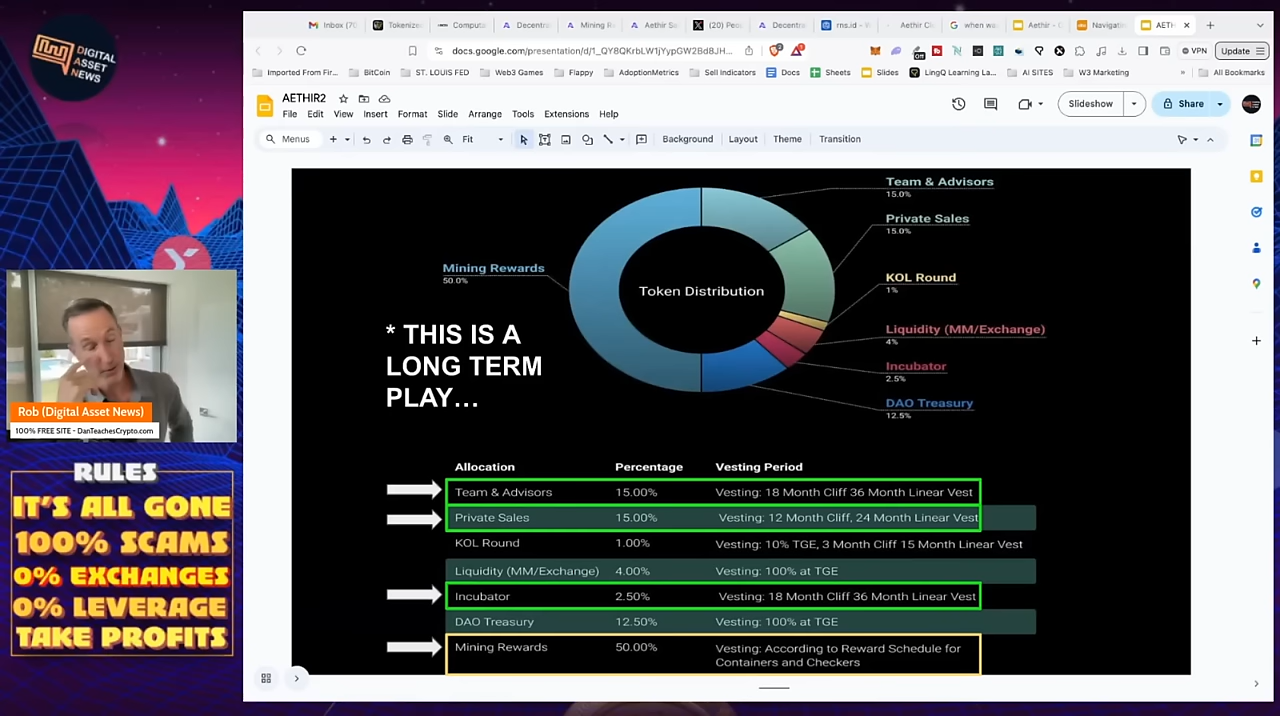 DIGITAL
ASSET
NEWS
Inbox (70
Tokenize
Computa
Decentra
Mining R
Aethir Sa
(20) Pea
Decentra
rns.id - W
Aethir Cl
when wa
Aethir - G
Navigatin
AETH
docs.google.com/presentation/d/1_QY8QKrbLW1jYypGW2Bd8JH...
VPN
Update
Imported From Fir...
BitCoin
ST. LOUIS FED
Web3 Games
Flappy
AdoptionMetrics
Sell Indicators
Docs
Sheets
Slides
LingQ Learning La...
AI SITES
W3 Marketing
All Bookmarks
AETHIR2
File Edit View Insert Format Slide Arrange Tools Extensions Help
Slideshow
Share
Menus
Fit
Background
Layout
Theme
Transition
Team & Advisors
15.0%
Private Sales
15.0%
KOL Round
1%
Liquidity (MM/Exchange)
4%
Incubator
2.5%
DAO Treasury
12.5%
Mining Rewards
50.0%
Token Distribution
* THIS IS A
LONG TERM
PLAY...
Allocation Percentage Vesting Period
Team & Advisors 15.00% Vesting: 18 Month Cliff 36 Month Linear Vest
Private Sales 15.00% Vesting: 12 Month Cliff, 24 Month Linear Vest
KOL Round 1.00% Vesting: 10% TGE, 3 Month Cliff 15 Month Linear Vest
Liquidity (MM/Exchange) 4.00% Vesting: 100% at TGE
Incubator 2.50% Vesting: 18 Month Cliff 36 Month Linear Vest
DAO Treasury 12.50% Vesting: 100% at TGE
Mining Rewards 50.00% Vesting: According to Reward Schedule for
Containers and Checkers
Rob (Digital Asset News)
100% FREE SITE - DanTeachesCrypto.com
RULES
IT'S ALL GONE
100% SCAMS
0% EXCHANGES
0% LEVERAGE
TAKE PROFITS